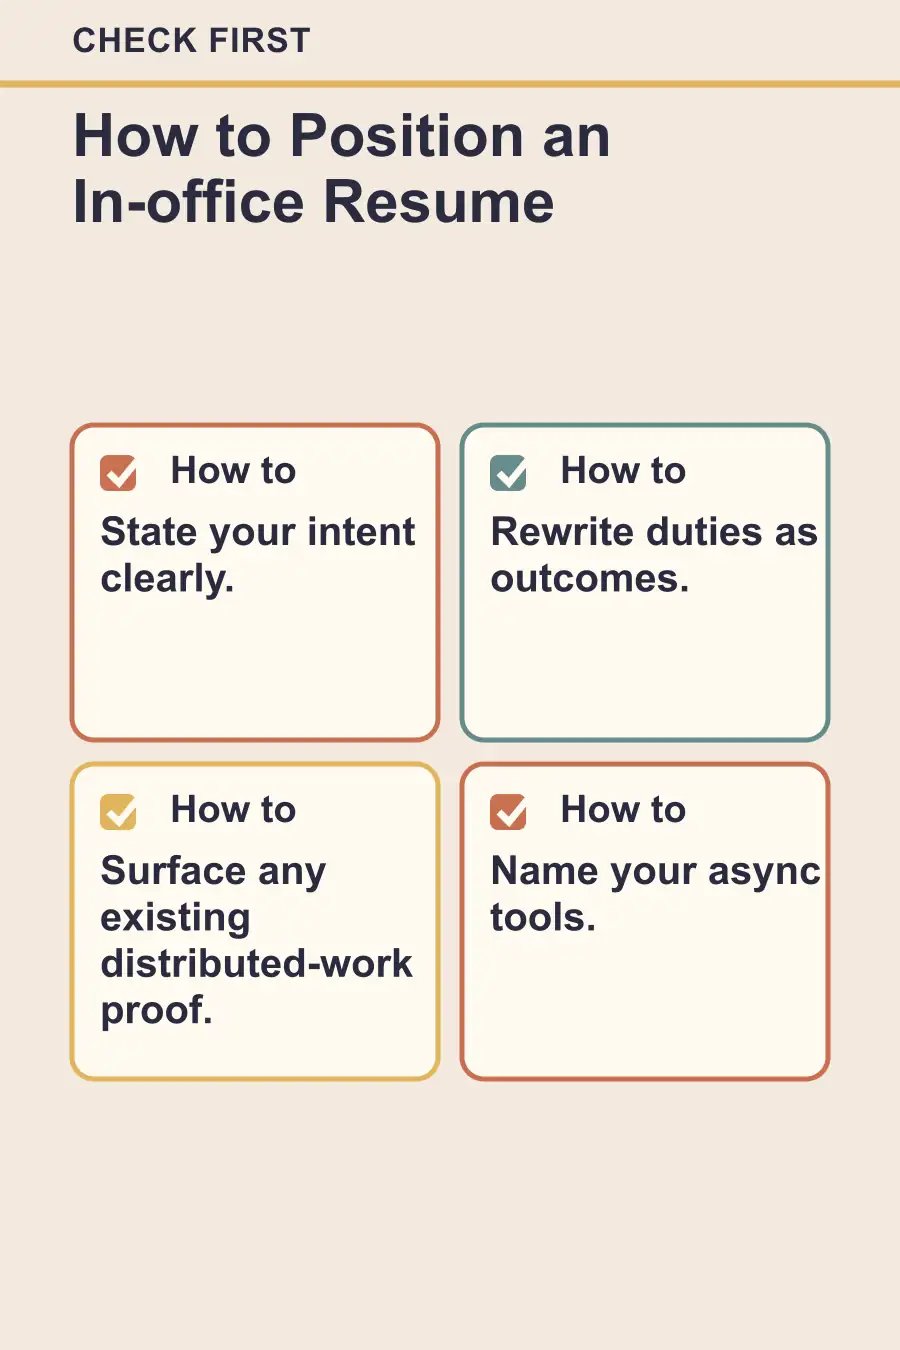 CHECK FIRST
How to Position an
In-office Resume
How to
State your intent
clearly.
How to
Rewrite duties as
outcomes.
How to
Surface any
existing
distributed-work
proof.
How to
Name your async
tools.